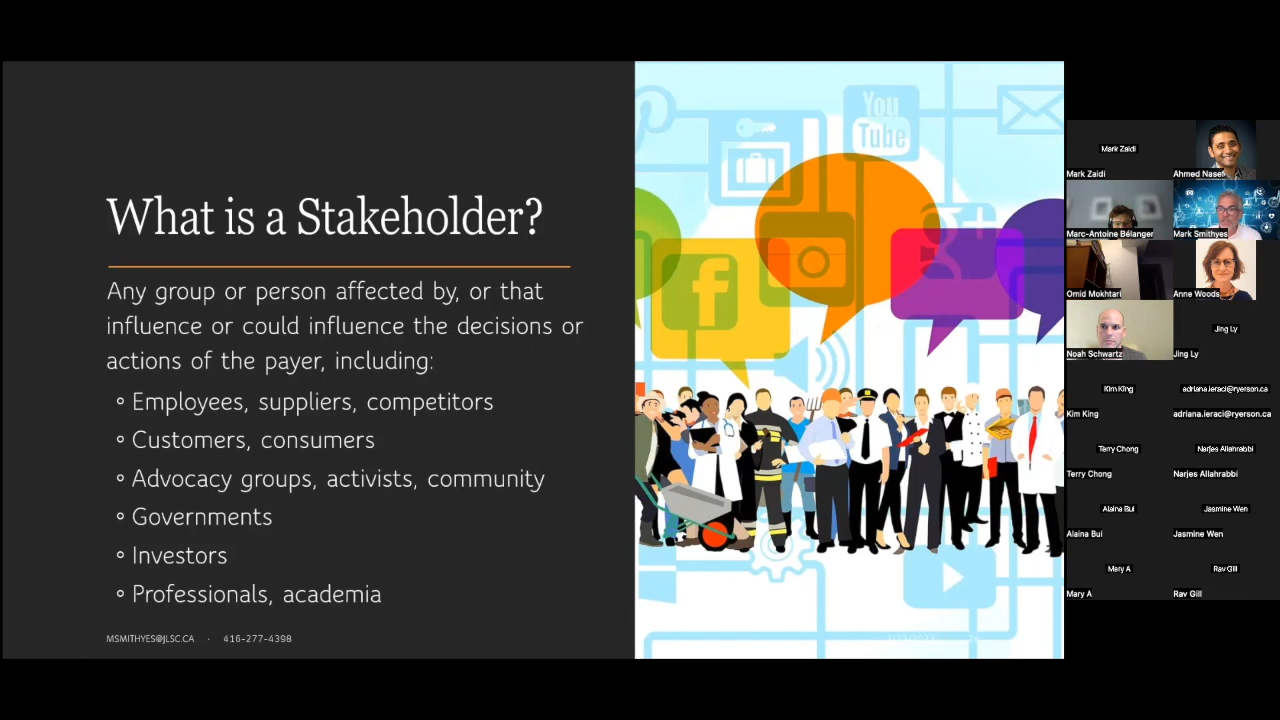 What is a Stakeholder?
Any group or person affected by, or that
influence or could influence the decisions or
actions of the payer, including:
Employees, suppliers, competitors
Customers, consumers
Advocacy groups, activists, community
Governments
Investors
Professionals, academia
MSMITHYES@JLSC.CA · 416-277-4398
You
Tube
f
g+
Mark Zaidi
Mark Zaidi
Ahmed Nasef
Marc-Antoine Bélanger
Mark Smithyes
Omid Mokhtari
Anne Woods
Noah Schwartz
Jing Ly
Jing Ly
Kim King
adriana.ieraci@ryerson.ca
Kim King
adriana.ieraci@ryerson.ca
Terry Chong
Narjes Allahrabbi
Terry Chong
Narjes Allahrabbi
Alaina Bui
Jasmine Wen
Alaina Bui
Jasmine Wen
Mary A
Rav Gill
Mary A
Rav Gill